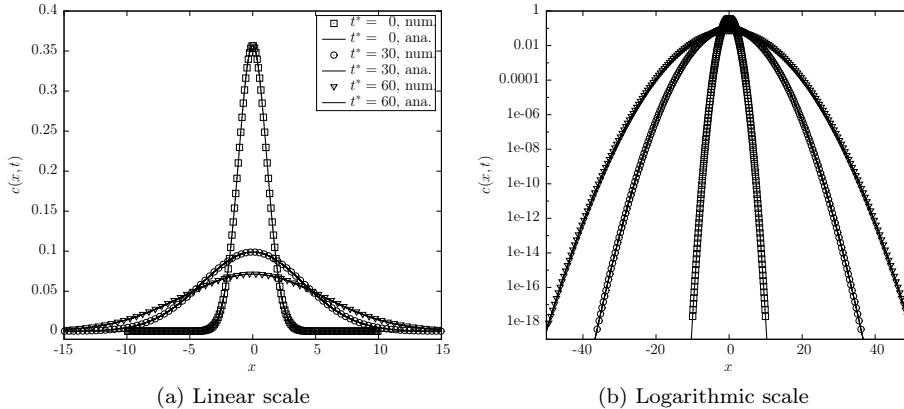 0.4
0.35
0.3
0.25
0.2
0.15
0.1
0.05
0
c(x, t)
-15
-10
-5
0
5
10
15
x
t* = 0, num.
t* = 0, ana.
t* = 30, num.
t* = 30, ana.
t* = 60, num.
t* = 60, ana.
(a) Linear scale
1
0.01
0.0001
1e-06
1e-08
1e-10
1e-12
1e-14
1e-16
1e-18
c(x, t)
-40
-20
0
20
40
x
(b) Logarithmic scale